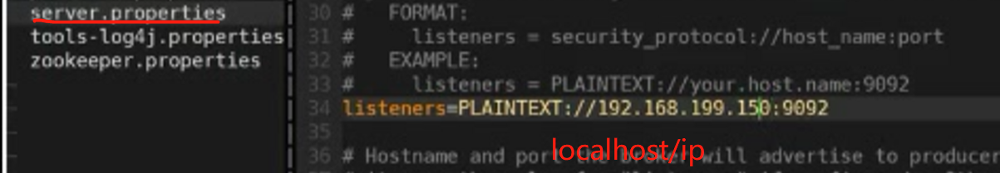 server.properties
tools-log4j.properties
zookeeper.properties
30 # FORMAT:
31 # listeners = security_protocol://host_name:port
32 # EXAMPLE:
33 # listeners = PLAINTEXT://your.host.name:9092
34 listeners=PLAINTEXT://192.168.199.150:9092
35
36 # Hostname and port the broker will advertise to producer
localhost/ip